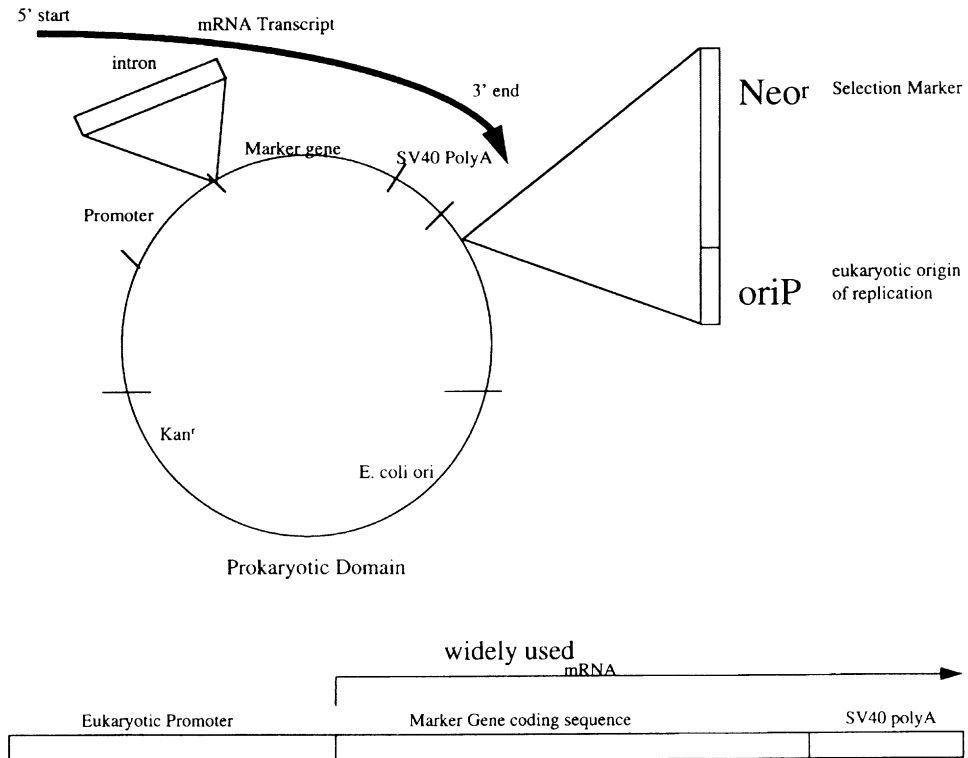 5' start
mRNA Transcript
intron
3' end
Neoʳ
Selection Marker
Marker gene
SV40 PolyA
Promoter
oriP
eukaryotic origin
of replication
Kanʳ
E. coli ori
Prokaryotic Domain
widely used
mRNA
Eukaryotic Promoter
Marker Gene coding sequence
SV40 polyA